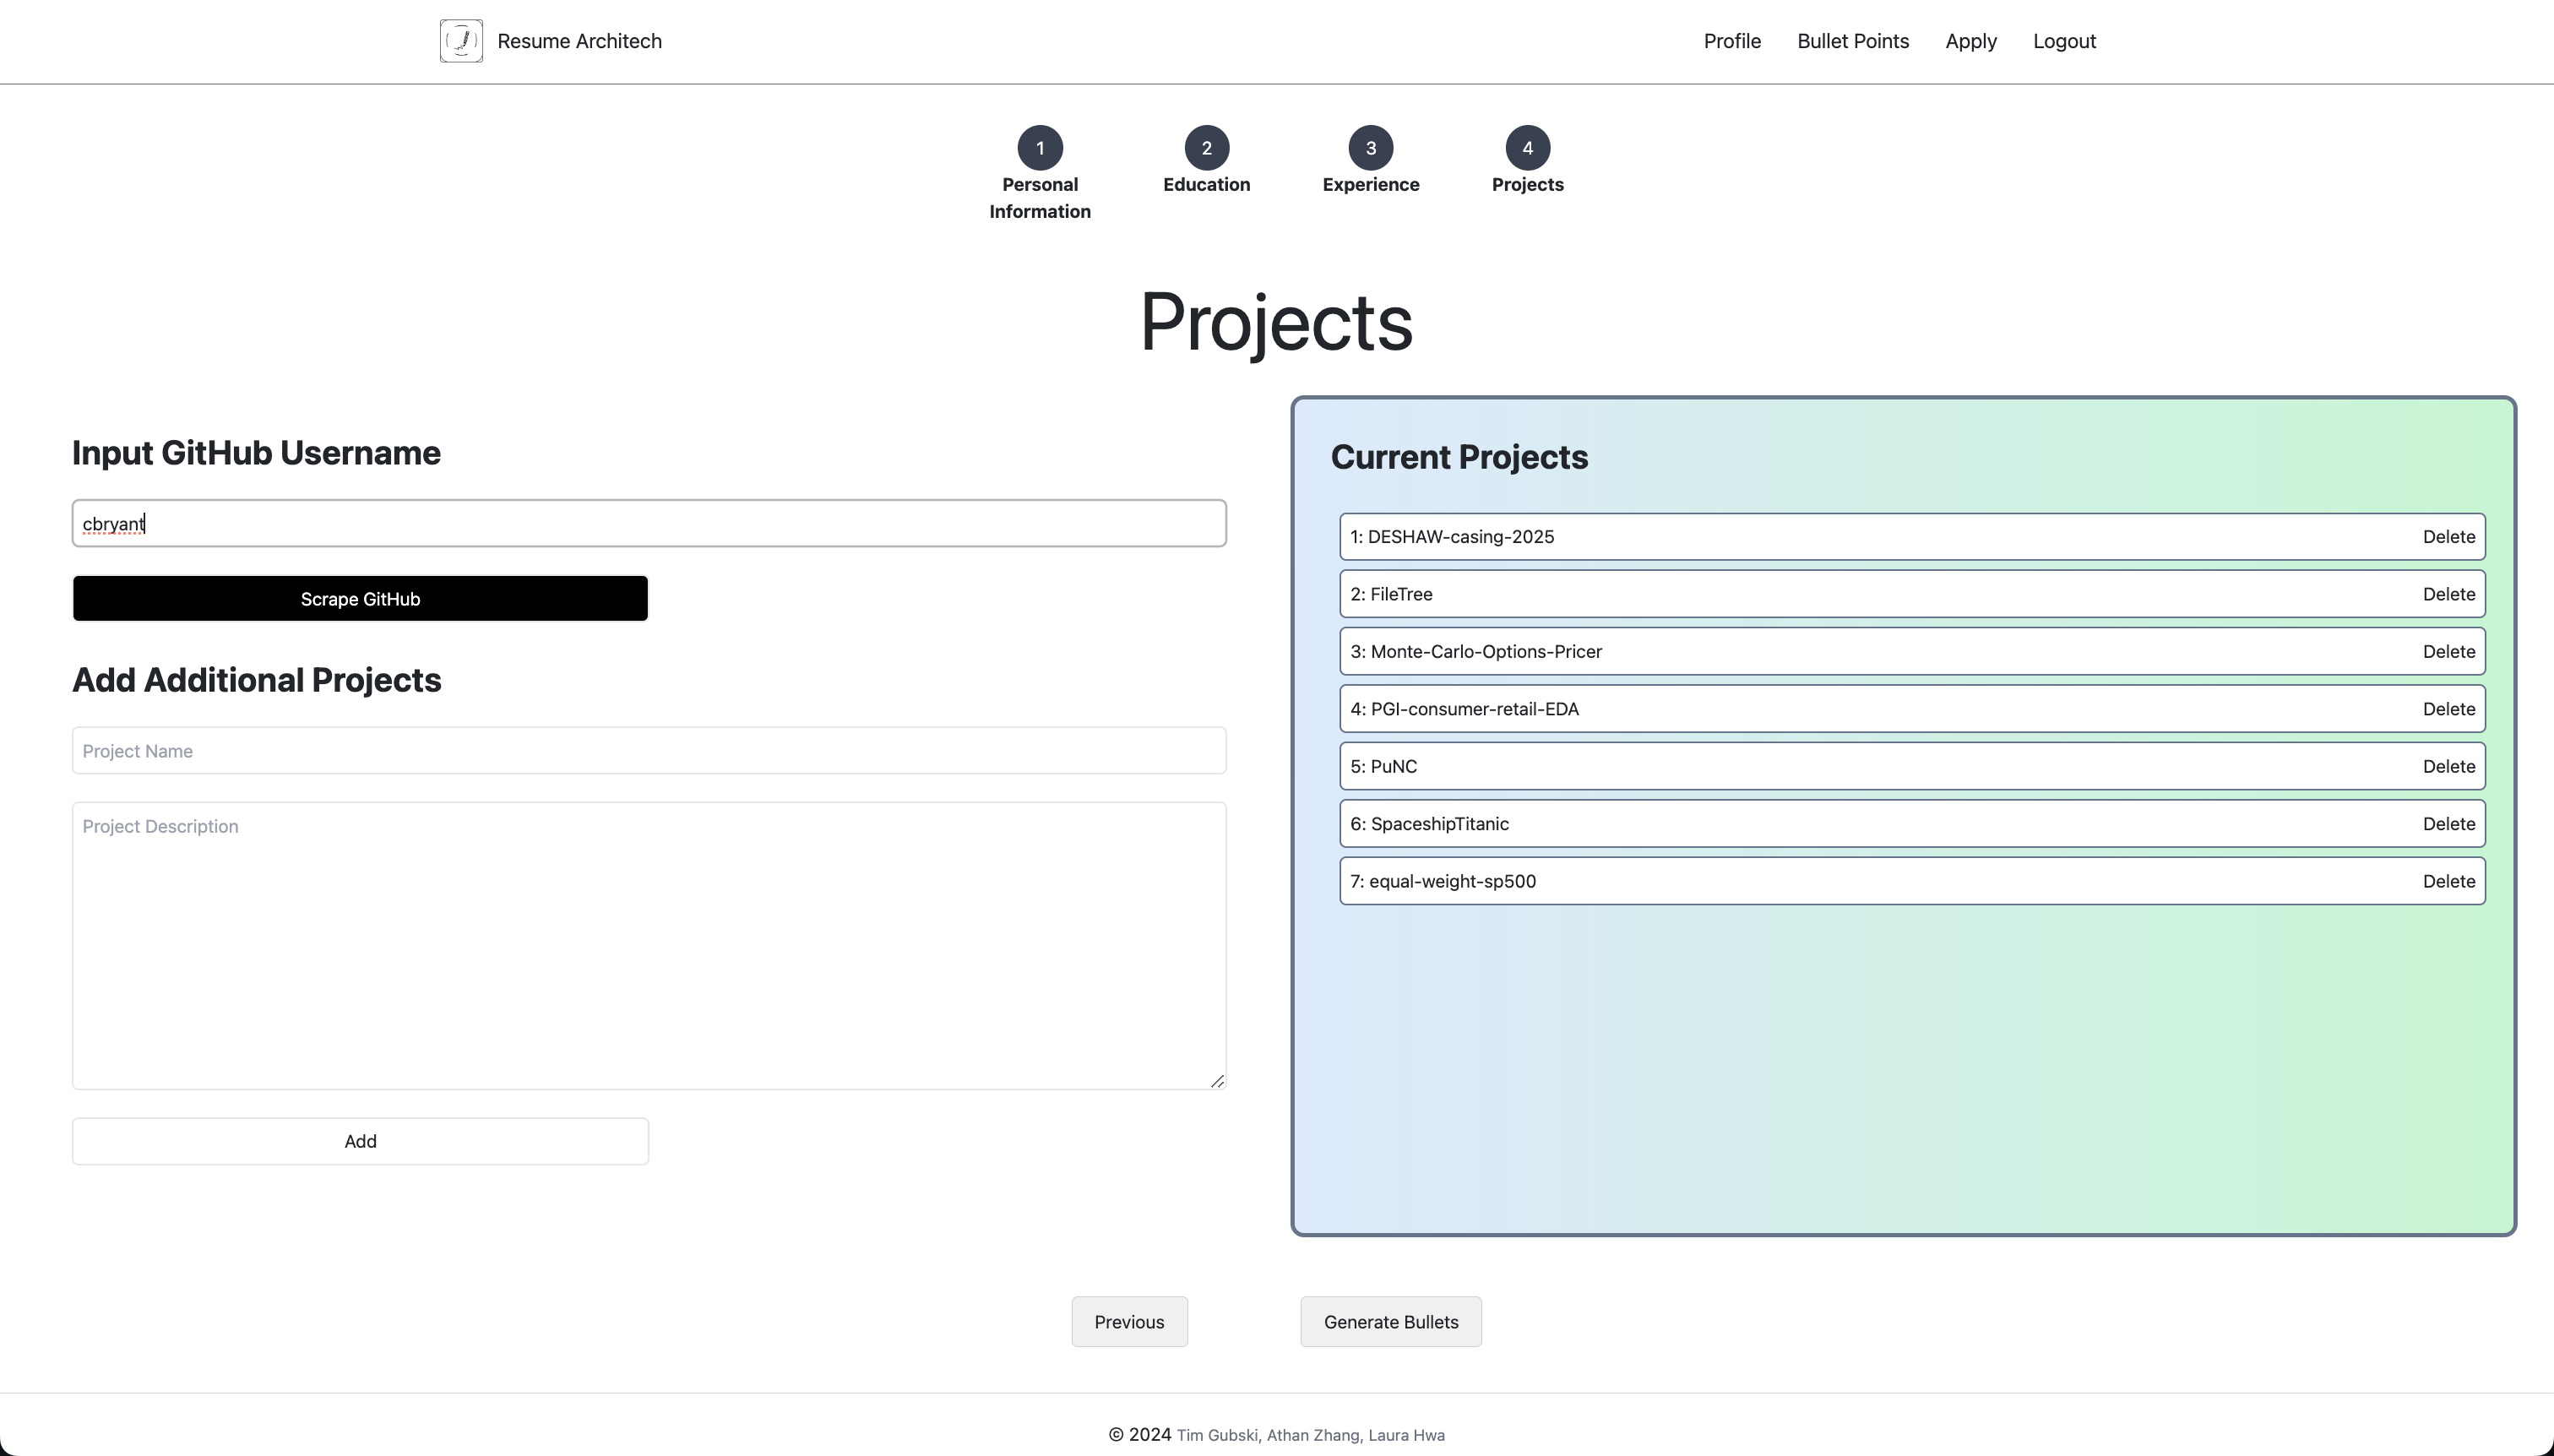 Resume Architech
Profile Bullet Points Apply Logout
1 2 3 4
Personal Information Education Experience Projects
Projects
Input GitHub Username
cbryant
Scrape GitHub
Add Additional Projects
Project Name
Project Description
Add
Current Projects
1: DESHAW-casing-2025 Delete
2: FileTree Delete
3: Monte-Carlo-Options-Pricer Delete
4: PGI-consumer-retail-EDA Delete
5: PuNC Delete
6: SpaceshipTitanic Delete
7: equal-weight-sp500 Delete
Previous Generate Bullets
© 2024 Tim Gubski, Athan Zhang, Laura Hwa